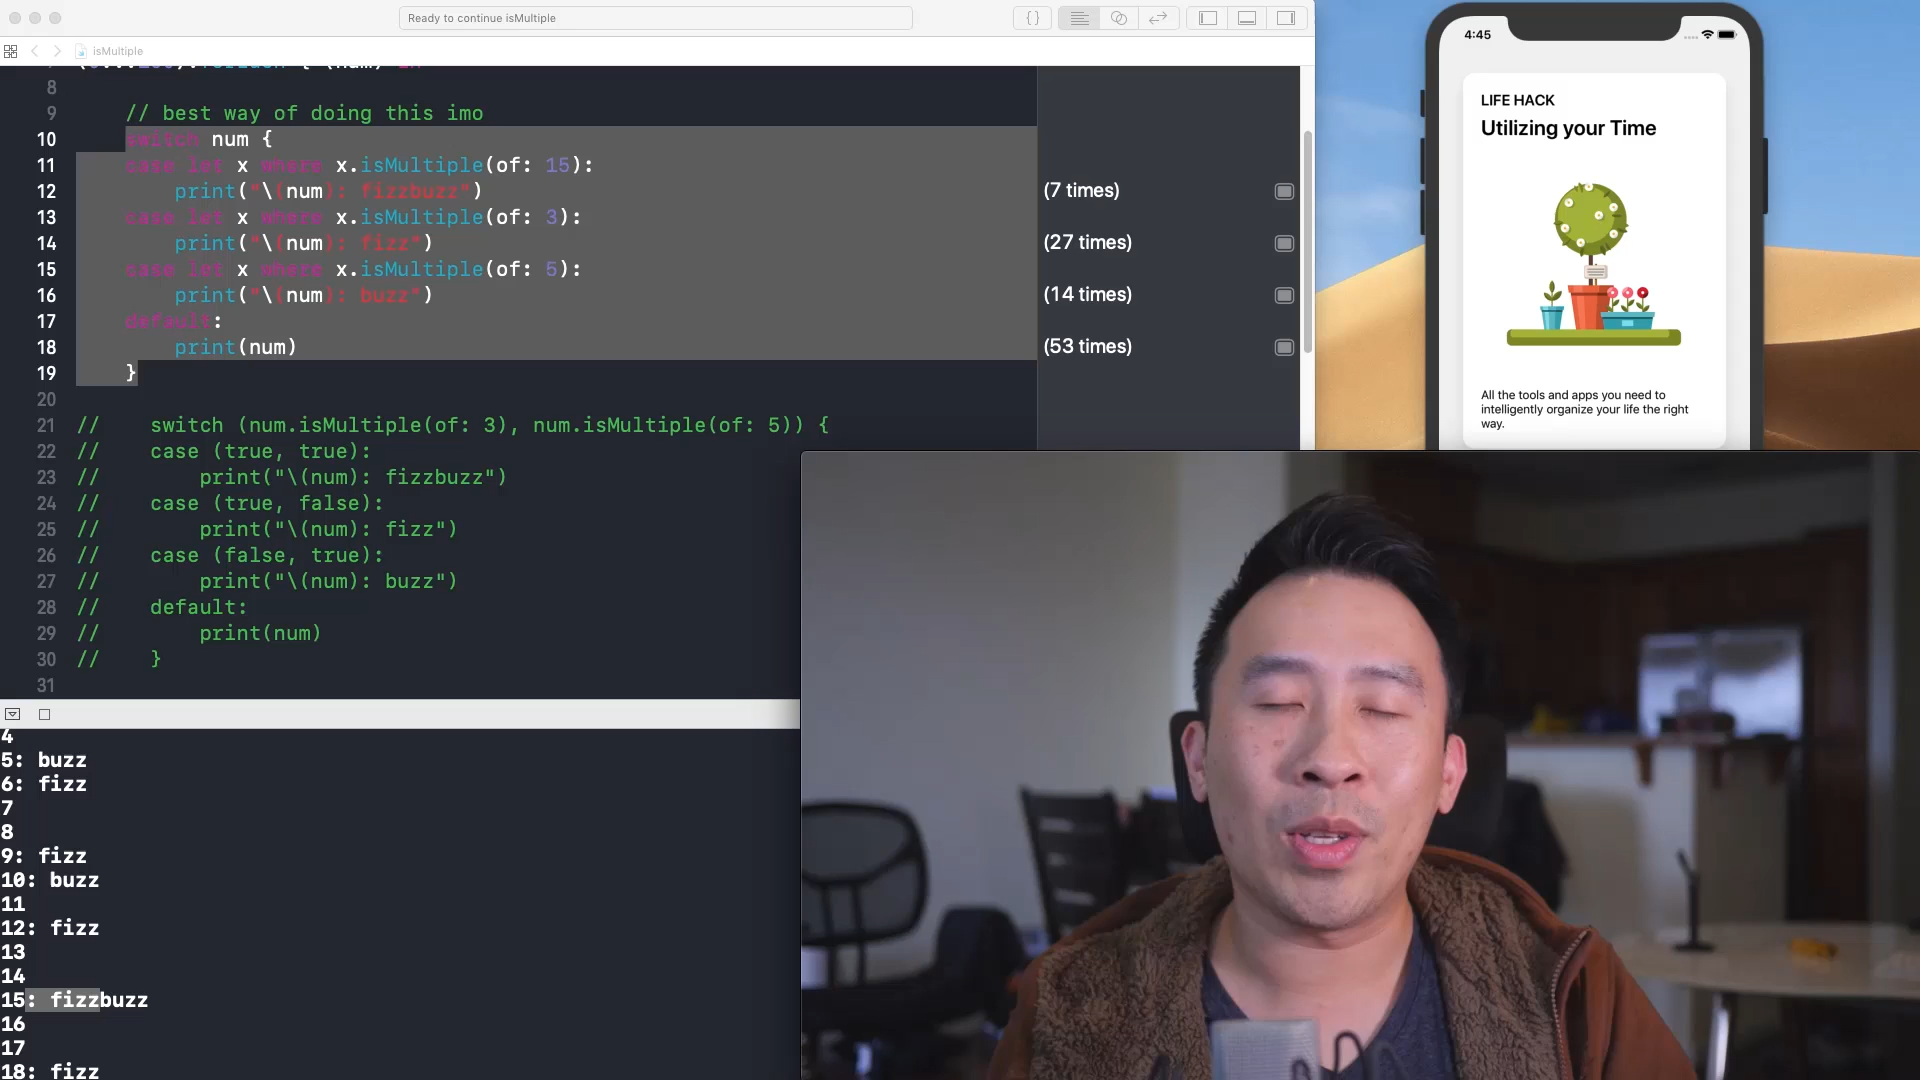 Ready to continue isMultiple
isMultiple
8
9 // best way of doing this imo
10 switch num {
11 case let x where x.isMultiple(of: 15):
12 print("\(num): fizzbuzz")
13 case let x where x.isMultiple(of: 3):
14 print("\(num): fizz")
15 case let x where x.isMultiple(of: 5):
16 print("\(num): buzz")
17 default:
18 print(num)
19 }
20
21 // switch (num.isMultiple(of: 3), num.isMultiple(of: 5)) {
22 // case (true, true):
23 // print("\(num): fizzbuzz")
24 // case (true, false):
25 // print("\(num): fizz")
26 // case (false, true):
27 // print("\(num): buzz")
28 // default:
29 // print(num)
30 // }
31
(7 times)
(27 times)
(14 times)
(53 times)
4
5: buzz
6: fizz
7
8
9: fizz
10: buzz
11
12: fizz
13
14
15: fizzbuzz
16
17
18: fizz
4:45
LIFE HACK
Utilizing your Time
All the tools and apps you need to
intelligently organize your life the right
way.